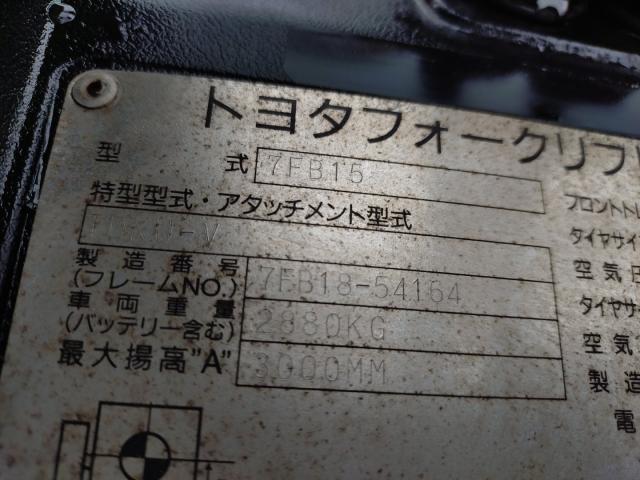 トヨタフォークリフ
型式 7FB15
特型型式・アタッチメント型式
製造番号 (フレームNO.) 7FB18-54164
車両重量 (バッテリー含む) 2880KG
最大揚高"A" 3000MM
フロント
タイヤサイ
空気
タイヤサ
空気
製造
電